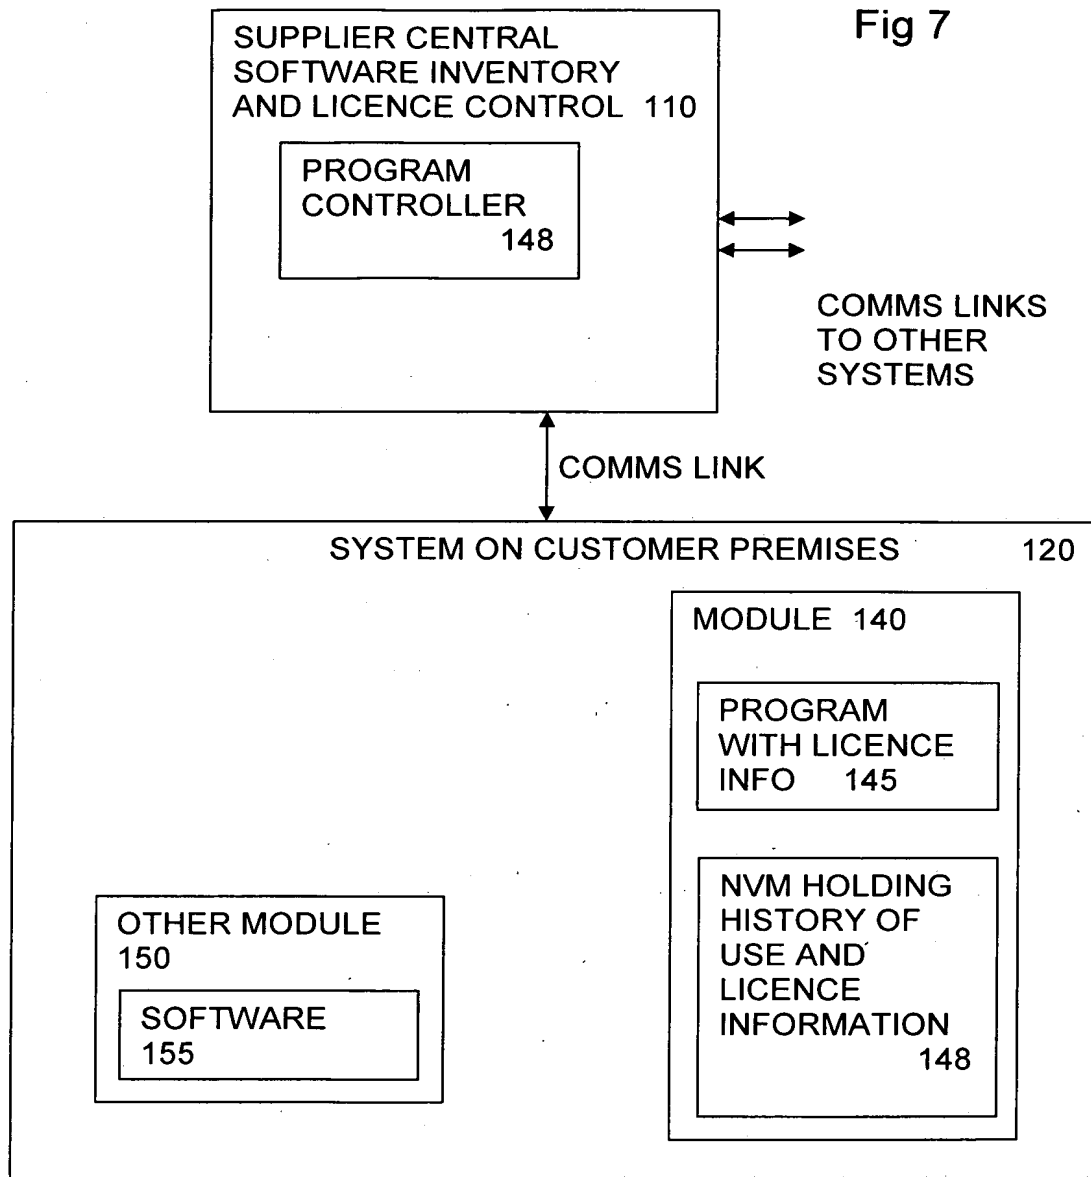 Fig 7
SUPPLIER CENTRAL
SOFTWARE INVENTORY
AND LICENCE CONTROL 110
PROGRAM
CONTROLLER
148
COMMS LINKS
TO OTHER
SYSTEMS
COMMS LINK
SYSTEM ON CUSTOMER PREMISES 120
MODULE 140
PROGRAM
WITH LICENCE
INFO 145
NVM HOLDING
HISTORY OF
USE AND
LICENCE
INFORMATION
148
OTHER MODULE
150
SOFTWARE
155